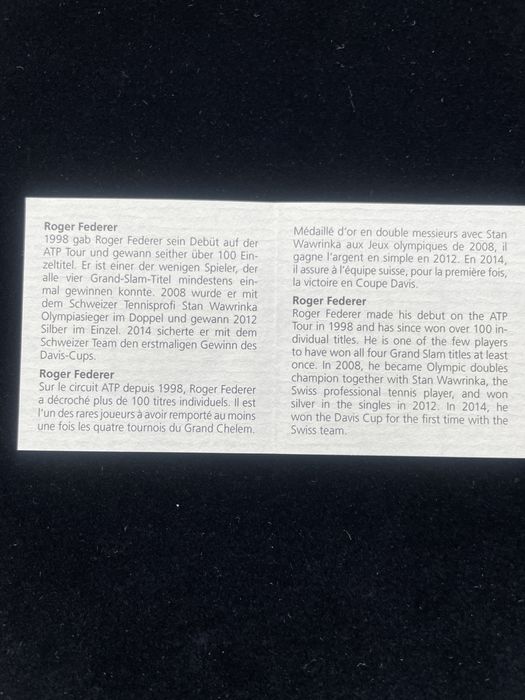 Roger Federer
1998 gab Roger Federer sein Debüt auf der
ATP Tour und gewann seither über 100 Ein-
zeltitel. Er ist einer der wenigen Spieler, der
alle vier Grand-Slam-Titel mindestens ein-
mal gewinnen konnte. 2008 wurde er mit
dem Schweizer Tennisprofi Stan Wawrinka
Olympiasieger im Doppel und gewann 2012
Silber im Einzel. 2014 sicherte er mit dem
Schweizer Team den erstmaligen Gewinn des
Davis-Cups.
Roger Federer
Sur le circuit ATP depuis 1998, Roger Federer
a décroché plus de 100 titres individuels. Il est
l'un des rares joueurs à avoir remporté au moins
une fois les quatre tournois du Grand Chelem.
Médaillé d'or en double messieurs avec Stan
Wawrinka aux Jeux olympiques de 2008, il
gagne l'argent en simple en 2012. En 2014,
il assure à l'équipe suisse, pour la première fois,
la victoire en Coupe Davis.
Roger Federer
Roger Federer made his debut on the ATP
Tour in 1998 and has since won over 100 in-
dividual titles. He is one of the few players
to have won all four Grand Slam titles at least
once. In 2008, he became Olympic doubles
champion together with Stan Wawrinka, the
Swiss professional tennis player, and won
silver in the singles in 2012. In 2014, he
won the Davis Cup for the first time with the
Swiss team.